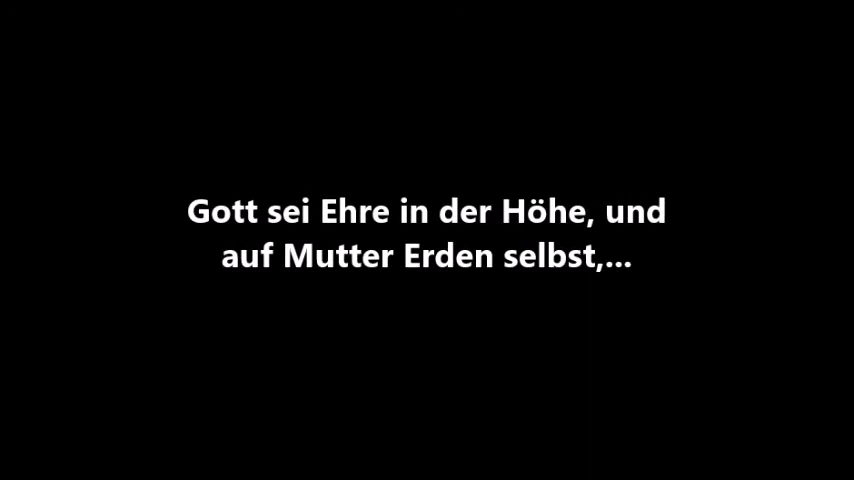 Gott sei Ehre in der Höhe, und
auf Mutter Erden selbst,...